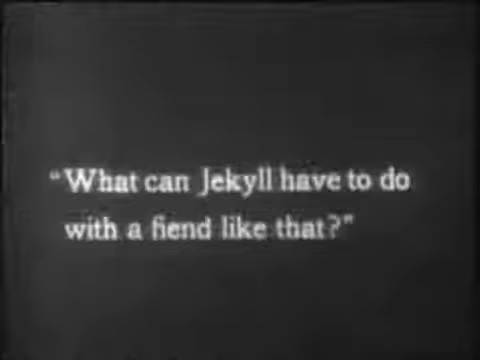 “What can Jekyll have to do
with a fiend like that?”